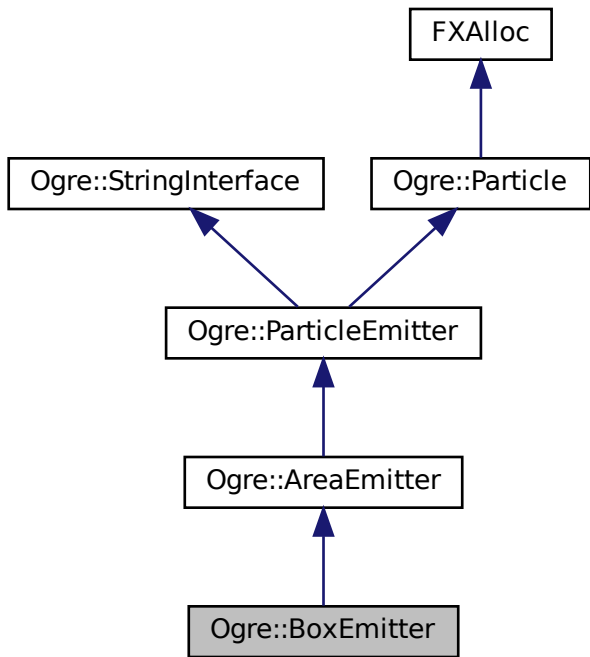 FXAlloc
Ogre::StringInterface
Ogre::Particle
Ogre::ParticleEmitter
Ogre::AreaEmitter
Ogre::BoxEmitter